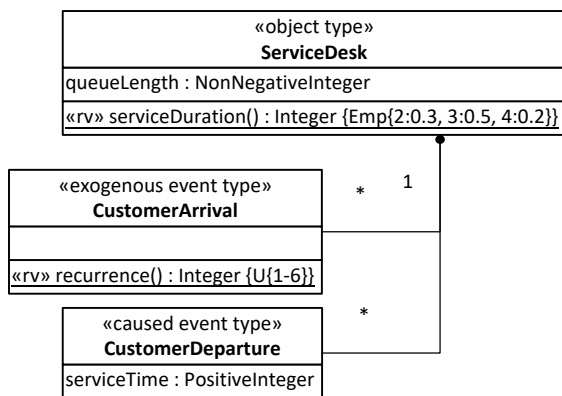 «object type»
ServiceDesk
queueLength : NonNegativeInteger
«rv» serviceDuration() : Integer {Emp{2:0.3, 3:0.5, 4:0.2}}
«exogenous event type»
CustomerArrival
* 1
«rv» recurrence() : Integer {U{1-6}}
«caused event type»
CustomerDeparture
*
serviceTime : PositiveInteger